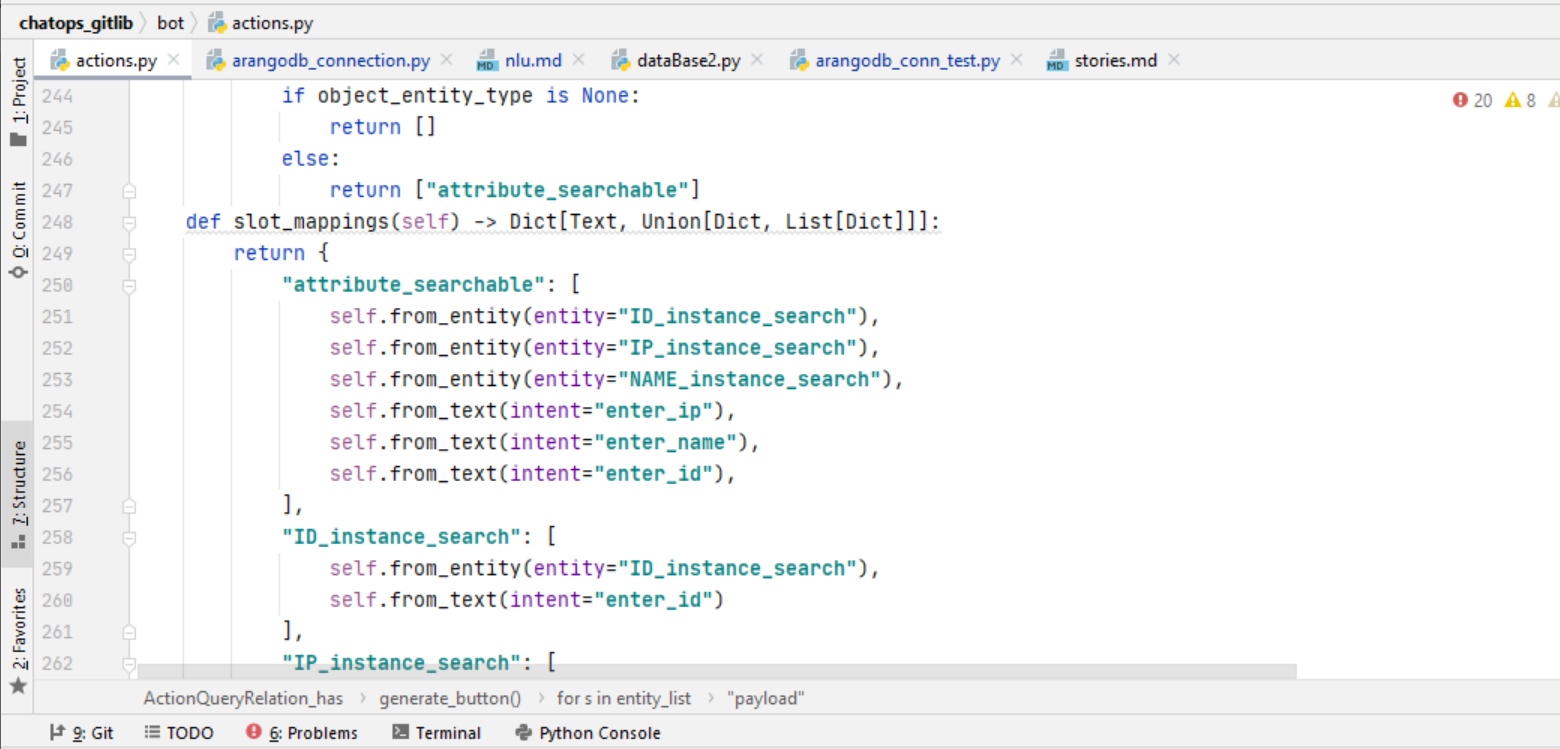 chatops_gitlib bot actions.py
actions.py arangodb_connection.py nlu.md dataBase2.py arangodb_conn_test.py stories.md
1: Project
0: Commit
7: Structure
2: Favorites
20 8
244 if object_entity_type is None:
245 return []
246 else:
247 return ["attribute_searchable"]
248 def slot_mappings(self) -> Dict[Text, Union[Dict, List[Dict]]]:
249 return {
250 "attribute_searchable": [
251 self.from_entity(entity="ID_instance_search"),
252 self.from_entity(entity="IP_instance_search"),
253 self.from_entity(entity="NAME_instance_search"),
254 self.from_text(intent="enter_ip"),
255 self.from_text(intent="enter_name"),
256 self.from_text(intent="enter_id"),
257 ],
258 "ID_instance_search": [
259 self.from_entity(entity="ID_instance_search"),
260 self.from_text(intent="enter_id")
261 ],
262 "IP_instance_search": [
ActionQueryRelation_has › generate_button() › for s in entity_list › "payload"
9: Git TODO 6: Problems Terminal Python Console